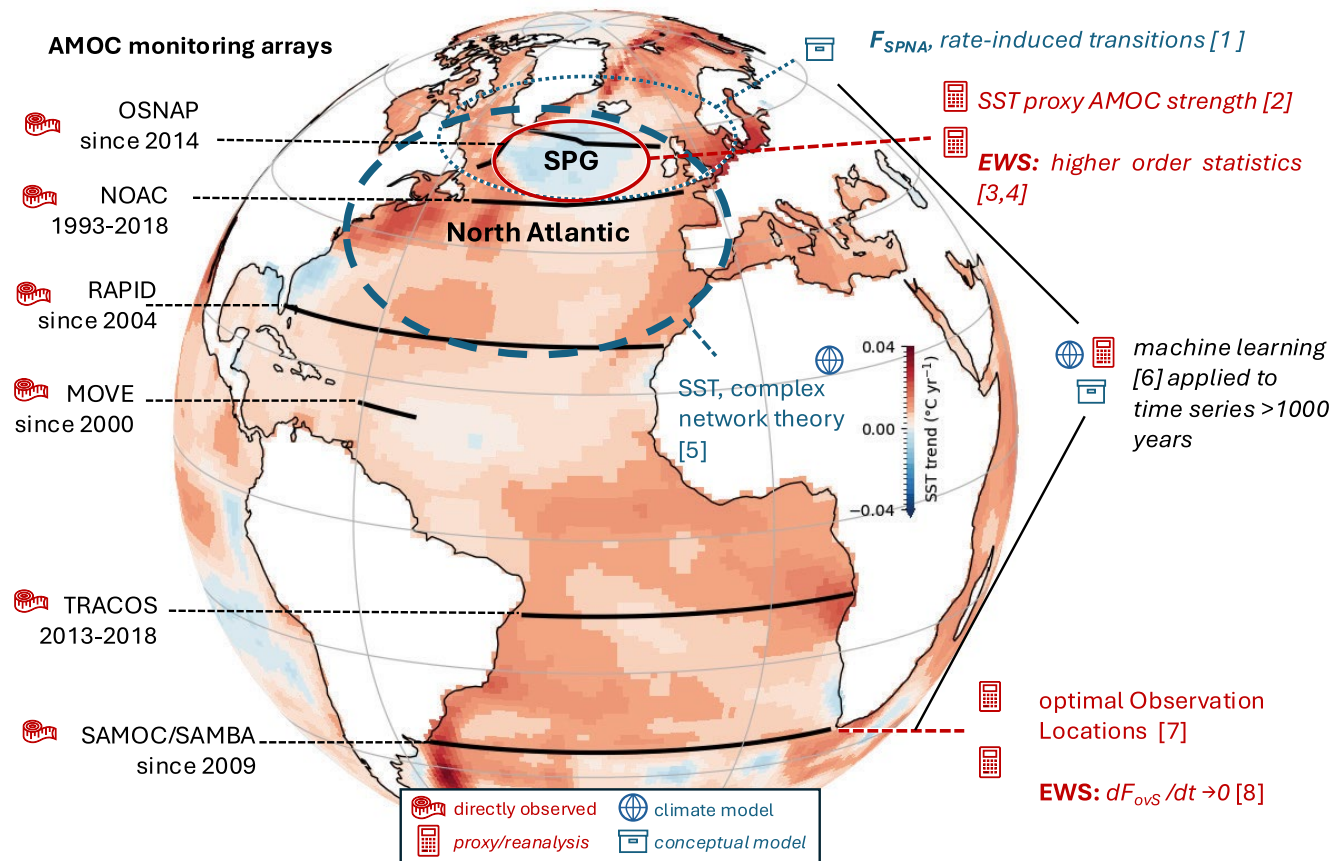 AMOC monitoring arrays
OSNAP
since 2014
NOAC
1993-2018
RAPID
since 2004
MOVE
since 2000
TRACOS
2013-2018
SAMOC/SAMBA
since 2009
SPG
North Atlantic
F_SPNA, rate-induced transitions [1 ]
SST proxy AMOC strength [2]
EWS: higher order statistics
[3,4]
SST, complex
network theory
[5]
0.04
0.00
−0.04
SST trend (°C yr⁻¹)
machine learning
[6] applied to
time series >1000
years
optimal Observation
Locations [7]
EWS: dF_ovS /dt →0 [8]
directly observed
climate model
proxy/reanalysis
conceptual model